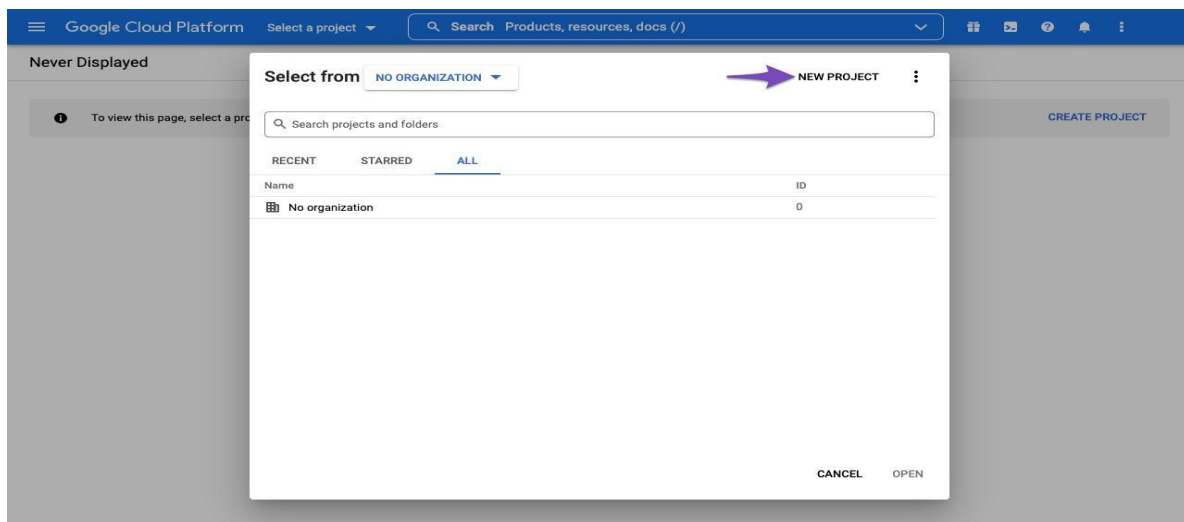 Google Cloud Platform Select a project Search Products, resources, docs (/)
Never Displayed
Select from NO ORGANIZATION NEW PROJECT
To view this page, select a pro
CREATE PROJECT
Search projects and folders
RECENT STARRED ALL
Name ID
No organization 0
CANCEL OPEN